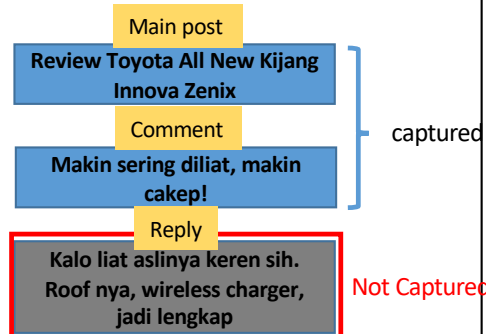 Main post
Review Toyota All New Kijang
Innova Zenix
Comment
captured
Makin sering diliat, makin
cakep!
Reply
Kalo liat aslinya keren sih.
Roof nya, wireless charger,
jadi lengkap
Not Captured